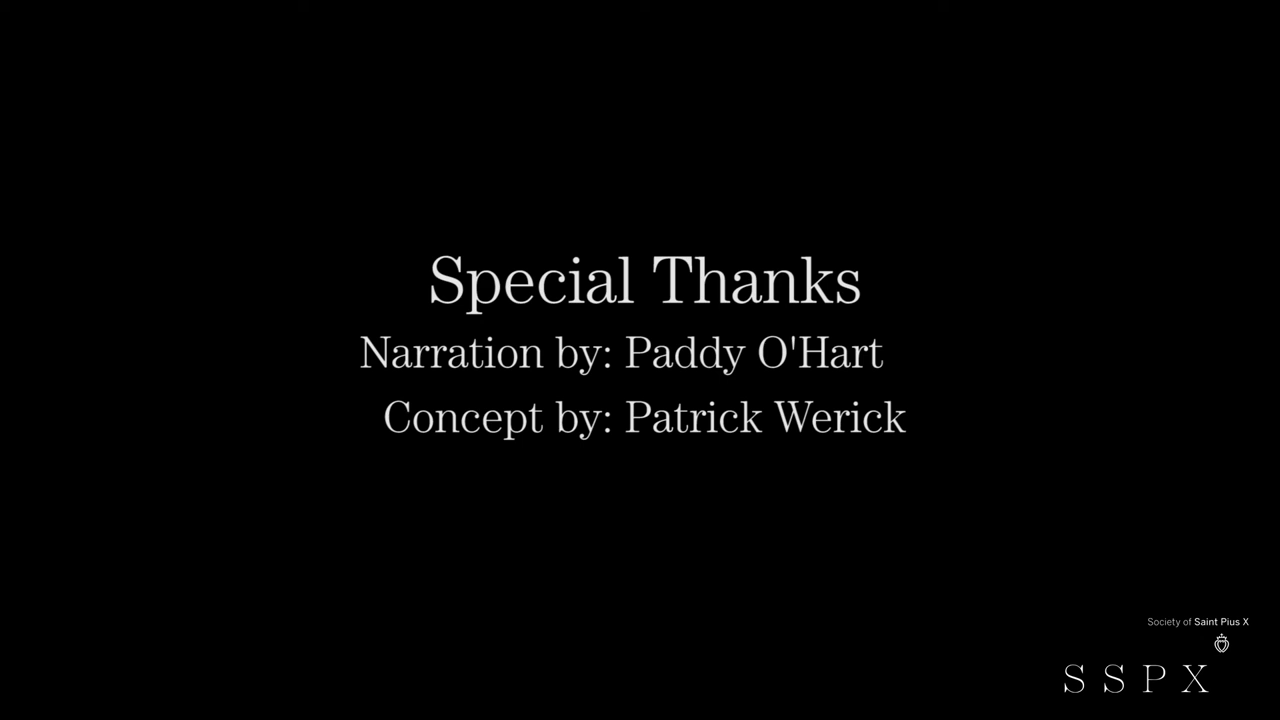 Special Thanks
Narration by: Paddy O'Hart
Concept by: Patrick Werick
Society of Saint Pius X
SSPX